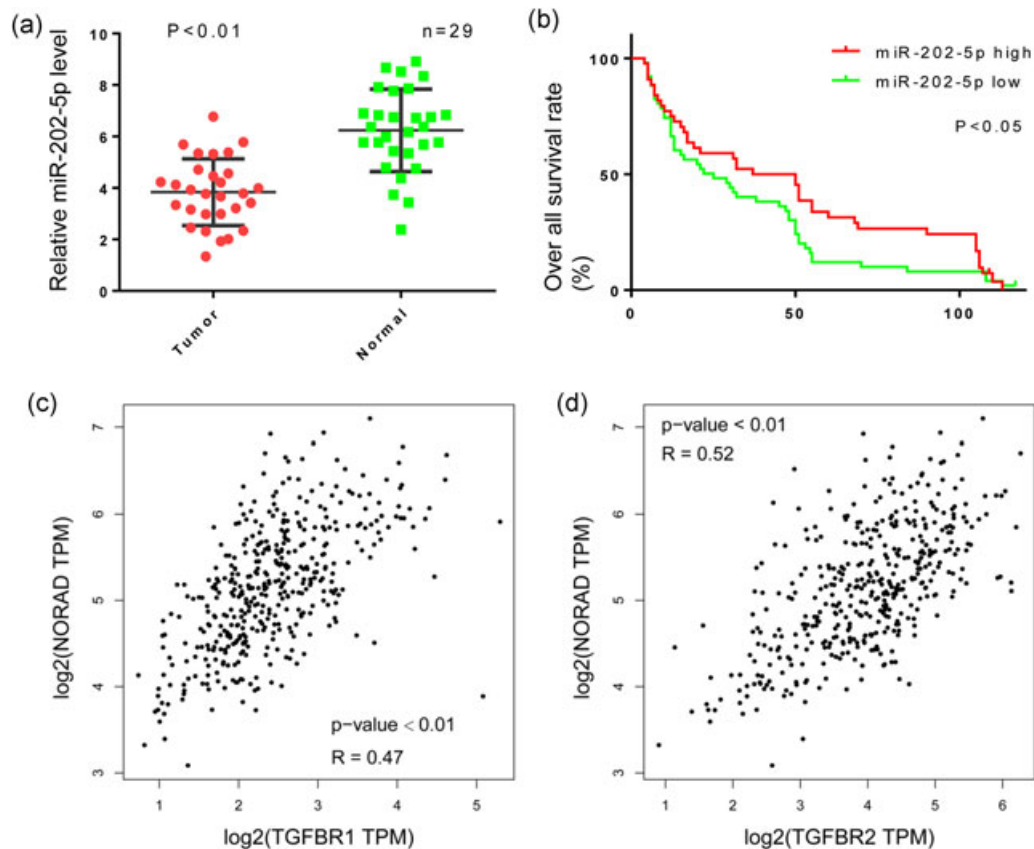 (a)
P<0.01
n=29
Relative miR-202-5p level
10
8
6
4
2
0
Tumor
Normal
(b)
miR-202-5p high
miR-202-5p low
P<0.05
Over all survival rate
(%)
100
50
0
0
50
100
(c)
log2(NORAD TPM)
7
6
5
4
3
p-value < 0.01
R = 0.47
1
2
3
4
5
log2(TGFBR1 TPM)
(d)
p-value < 0.01
R = 0.52
log2(NORAD TPM)
7
6
5
4
3
1
2
3
4
5
6
log2(TGFBR2 TPM)